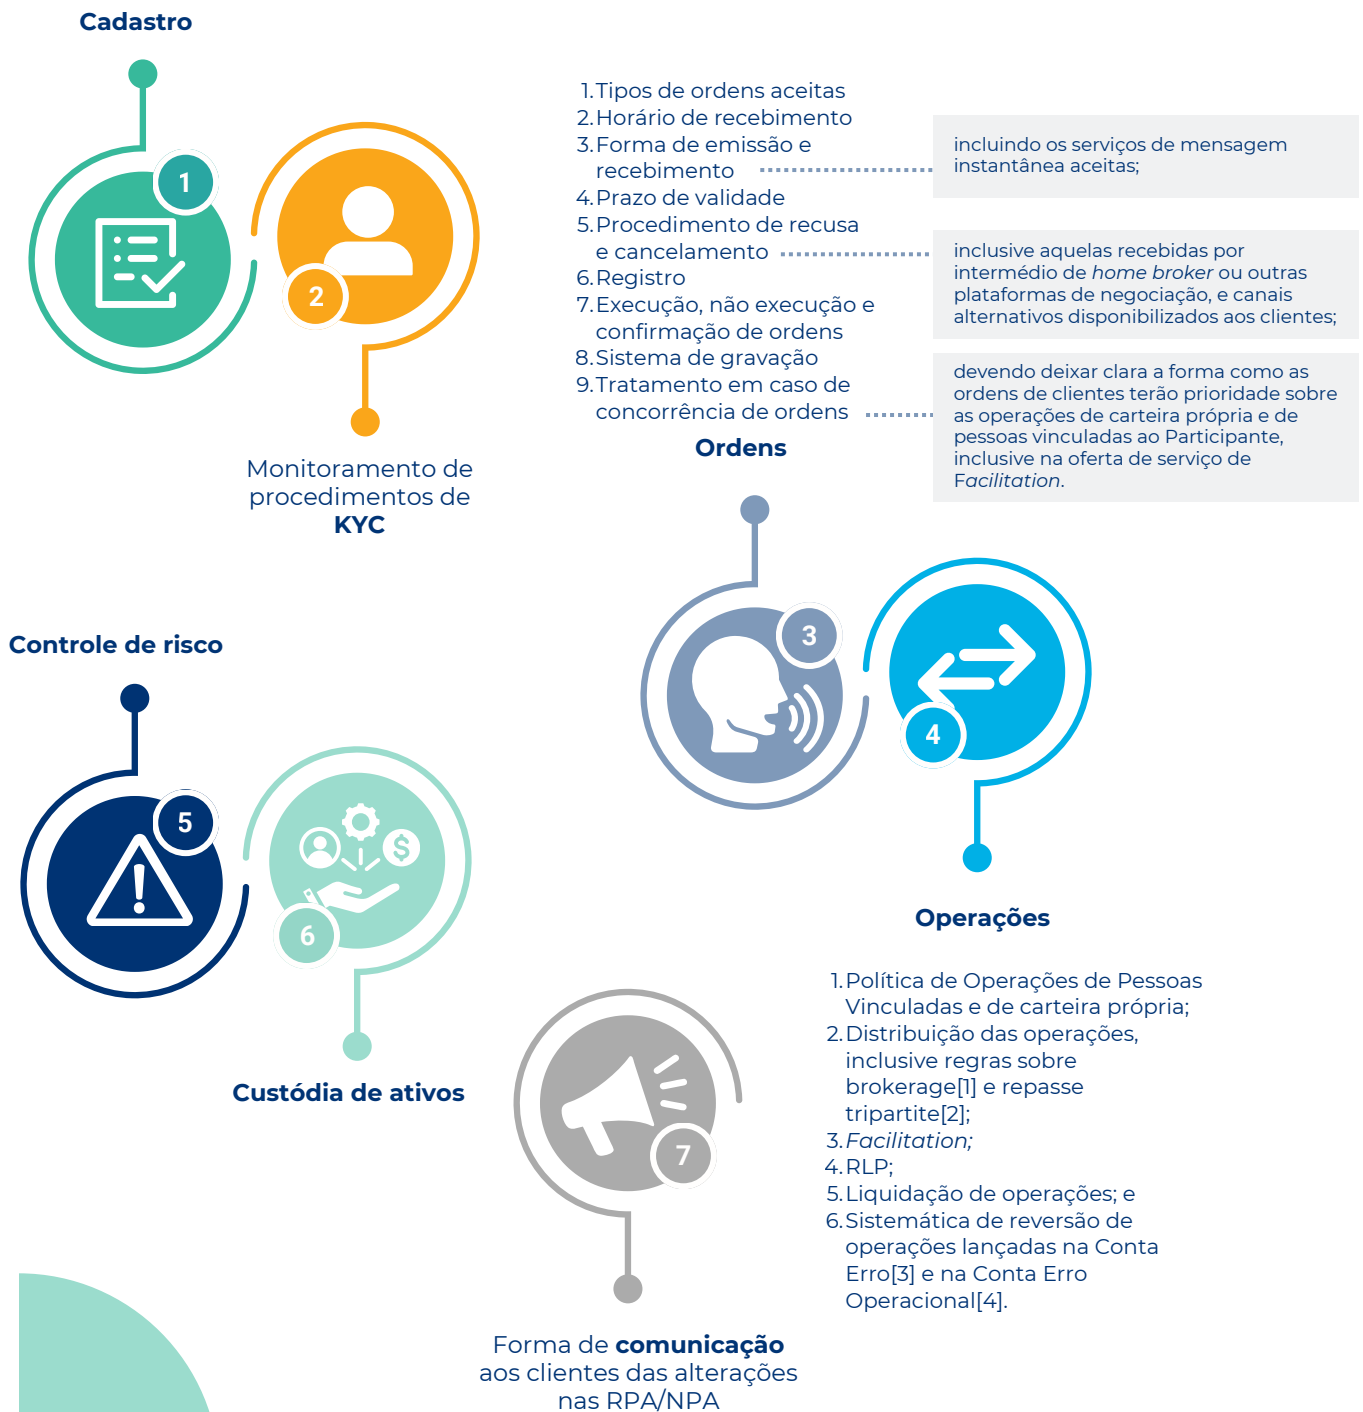 Cadastro
1
2
Monitoramento de
procedimentos de
KYC
1.Tipos de ordens aceitas
2.Horário de recebimento
3.Forma de emissão e
recebimento
incluindo os serviços de mensagem
instantânea aceitas;
4.Prazo de validade
5.Procedimento de recusa
e cancelamento
inclusive aquelas recebidas por
intermédio de home broker ou outras
plataformas de negociação, e canais
alternativos disponibilizados aos clientes;
6.Registro
7.Execução, não execução e
confirmação de ordens
8.Sistema de gravação
9.Tratamento em caso de
concorrência de ordens
devendo deixar clara a forma como as
ordens de clientes terão prioridade sobre
as operações de carteira própria e de
pessoas vinculadas ao Participante,
inclusive na oferta de serviço de
Facilitation.
Ordens
3
4
Operações
1.Política de Operações de Pessoas
Vinculadas e de carteira própria;
2.Distribuição das operações,
inclusive regras sobre
brokerage[1] e repasse
tripartite[2];
3.Facilitation;
4.RLP;
5.Liquidação de operações; e
6.Sistemática de reversão de
operações lançadas na Conta
Erro[3] e na Conta Erro
Operacional[4].
Controle de risco
5
$
6
Custódia de ativos
7
Forma de comunicação
aos clientes das alterações
nas RPA/NPA